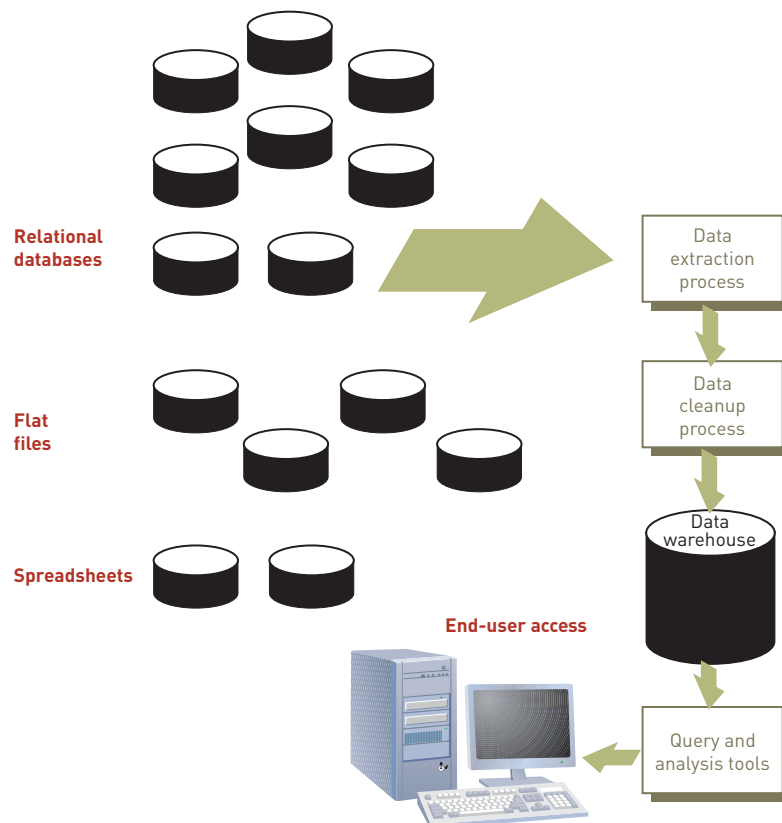 Relational
databases
Data
extraction
process
Flat
files
Data
cleanup
process
Data
warehouse
Spreadsheets
End-user access
Query and
analysis tools